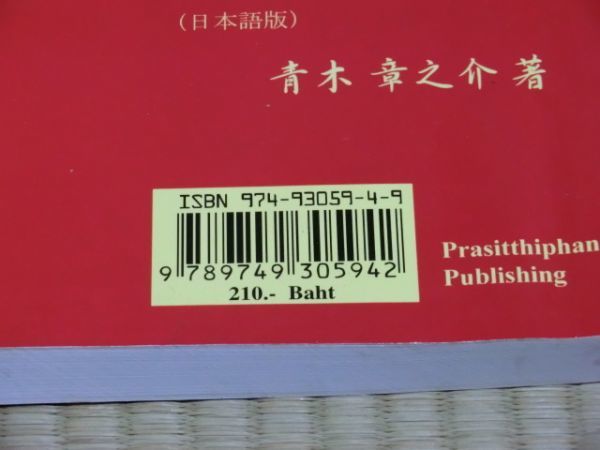 (日本語版)
青木 章之介 著
ISBN 974-93059-4-9
9 789749 305942
210.- Baht
Prasitthiphan
Publishing